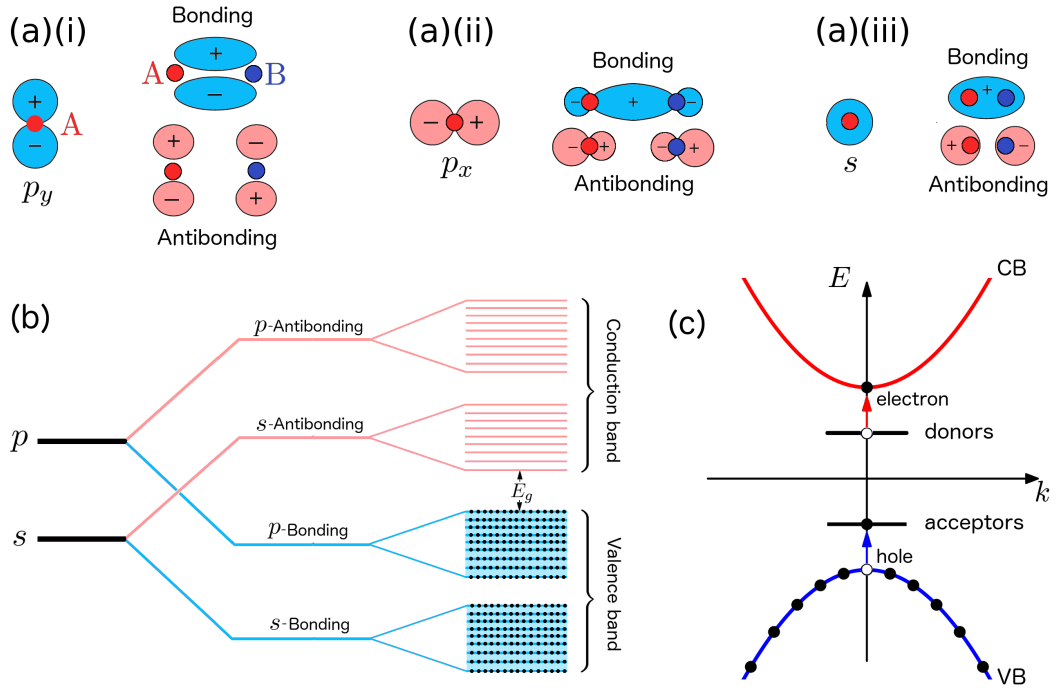 (a)(i)
Bonding
+
A
B
−
+
A
−
p_y
+
−
−
+
Antibonding
(a)(ii)
Bonding
−
+
−
−
+
p_x
−
+
−
+
Antibonding
(a)(iii)
Bonding
+
s
+
−
Antibonding
(b)
p-Antibonding
s-Antibonding
p
s
p-Bonding
s-Bonding
E_g
Conduction band
Valence band
(c)
E
CB
electron
donors
k
acceptors
hole
VB